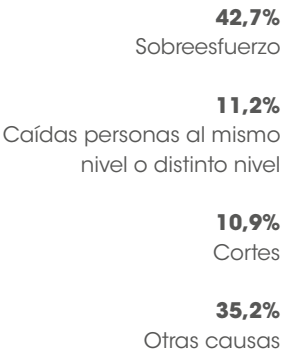 42,7%
Sobreesfuerzo
11,2%
Caídas personas al mismo
nivel o distinto nivel
10,9%
Cortes
35,2%
Otras causas